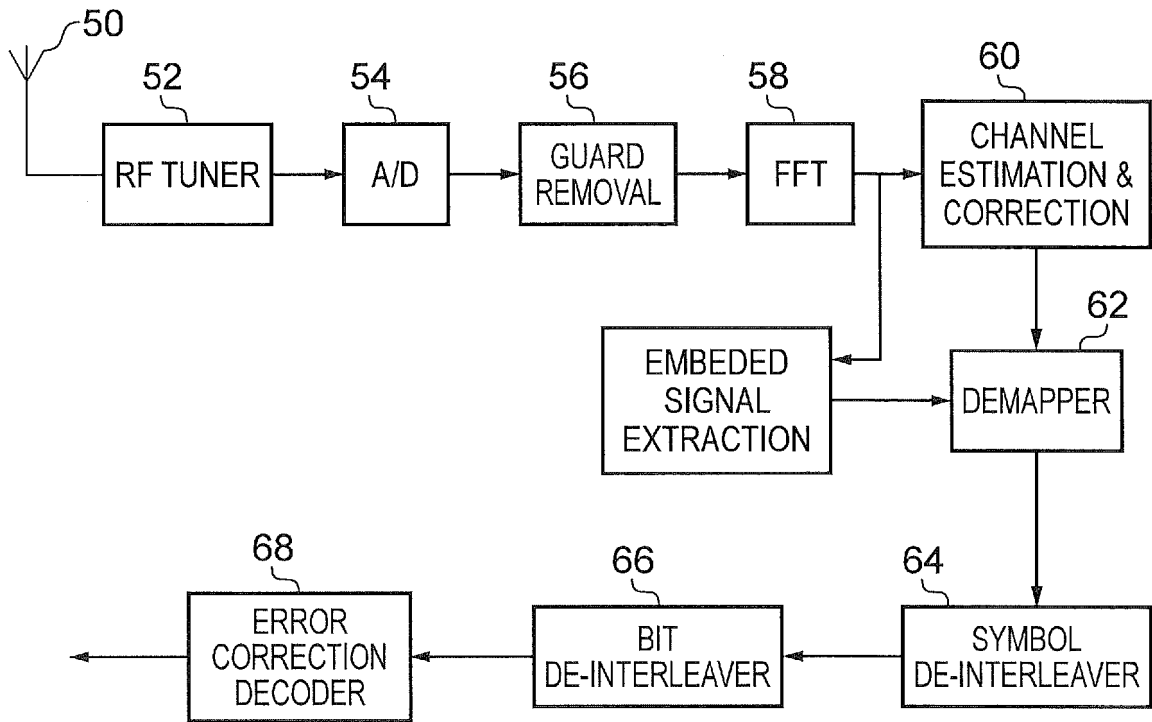 50
52
RF TUNER
54
A/D
56
GUARD
REMOVAL
58
FFT
60
CHANNEL
ESTIMATION &
CORRECTION
EMBEDED
SIGNAL
EXTRACTION
62
DEMAPPER
68
ERROR
CORRECTION
DECODER
66
BIT
DE-INTERLEAVER
64
SYMBOL
DE-INTERLEAVER